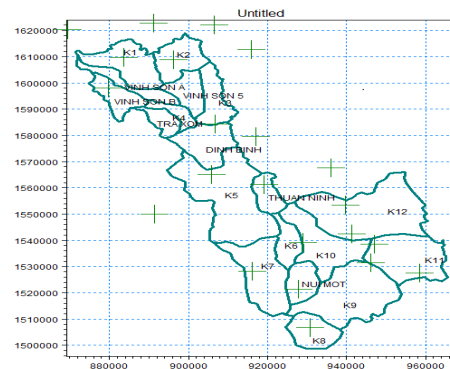 Untitled
1620000
1610000
1600000
1590000
1580000
1570000
1560000
1550000
1540000
1530000
1520000
1510000
1500000
K1
K2
VINH SON A
VINH SON 5
VINH SON B
K3
K4
TRA XOM
DINH BINH
K5
THUAN NINH
K12
K6
K10
K7
K11
NUI MOT
K9
K8
880000
900000
920000
940000
960000